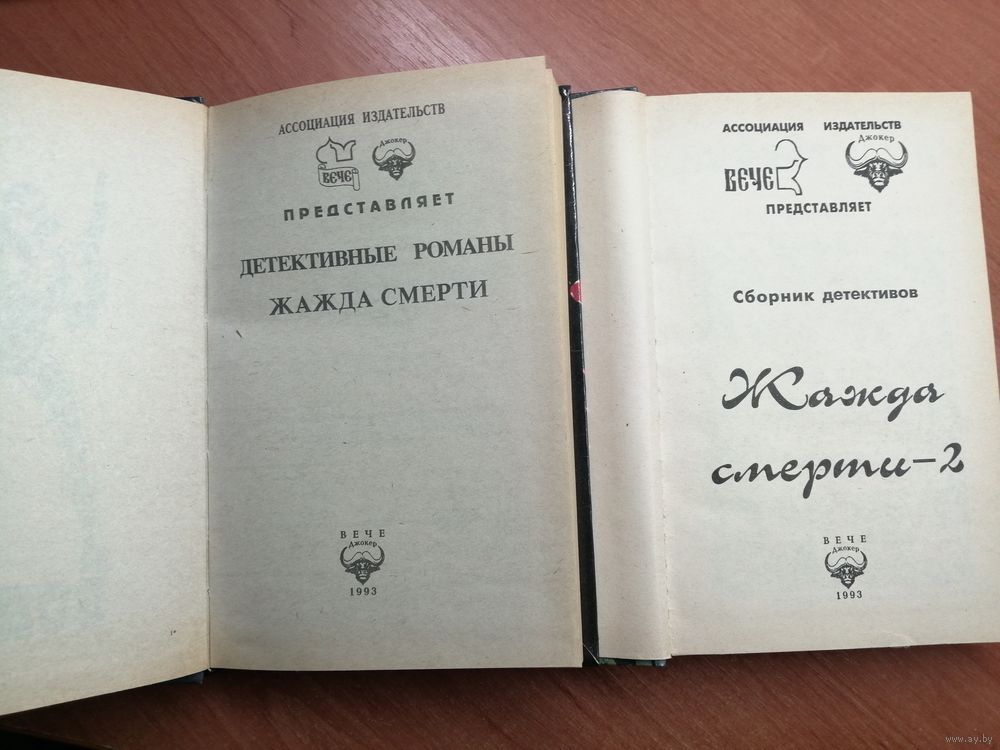 АССОЦИАЦИЯ ИЗДАТЕЛЬСТВ
ВЕЧЕ
Джокер
ПРЕДСТАВЛЯЕТ
ДЕТЕКТИВНЫЕ РОМАНЫ
ЖАЖДА СМЕРТИ
ВЕЧЕ
Джокер
1993
АССОЦИАЦИЯ ИЗДАТЕЛЬСТВ
ВЕЧЕ
Джокер
ПРЕДСТАВЛЯЕТ
Сборник детективов
Жажда
смерти-2
ВЕЧЕ
Джокер
1993
www.ay.by